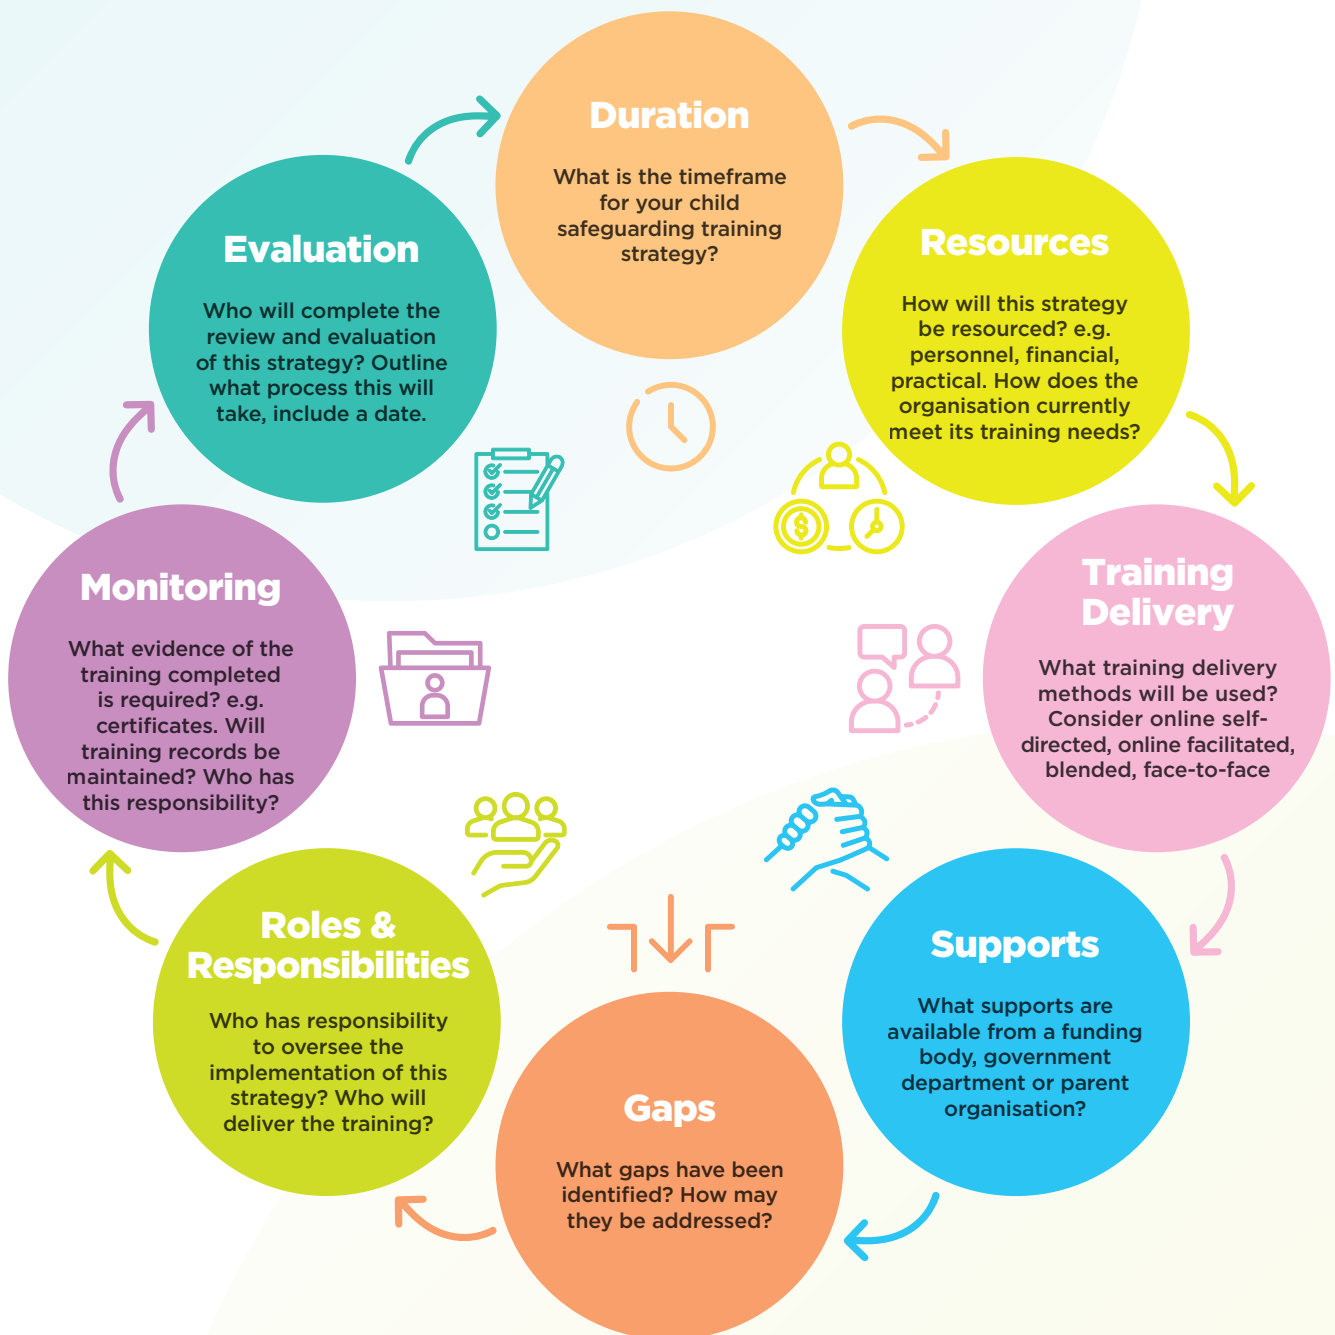 Duration
What is the timeframe
for your child
safeguarding training
strategy?
Resources
How will this strategy
be resourced? e.g.
personnel, financial,
practical. How does the
organisation currently
meet its training needs?
Training
Delivery
What training delivery
methods will be used?
Consider online self-
directed, online facilitated,
blended, face-to-face
Supports
What supports are
available from a funding
body, government
department or parent
organisation?
Gaps
What gaps have been
identified? How may
they be addressed?
Roles &
Responsibilities
Who has responsibility
to oversee the
implementation of this
strategy? Who will
deliver the training?
Monitoring
What evidence of the
training completed
is required? e.g.
certificates. Will
training records be
maintained? Who has
this responsibility?
Evaluation
Who will complete the
review and evaluation
of this strategy? Outline
what process this will
take, include a date.
$